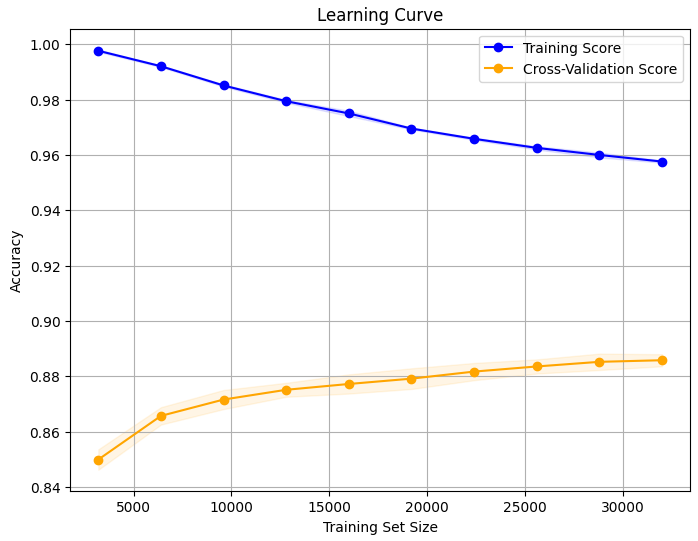 Learning Curve
1.00
0.98
0.96
0.94
0.92
0.90
0.88
0.86
0.84
Accuracy
Training Score
Cross-Validation Score
5000 10000 15000 20000 25000 30000
Training Set Size